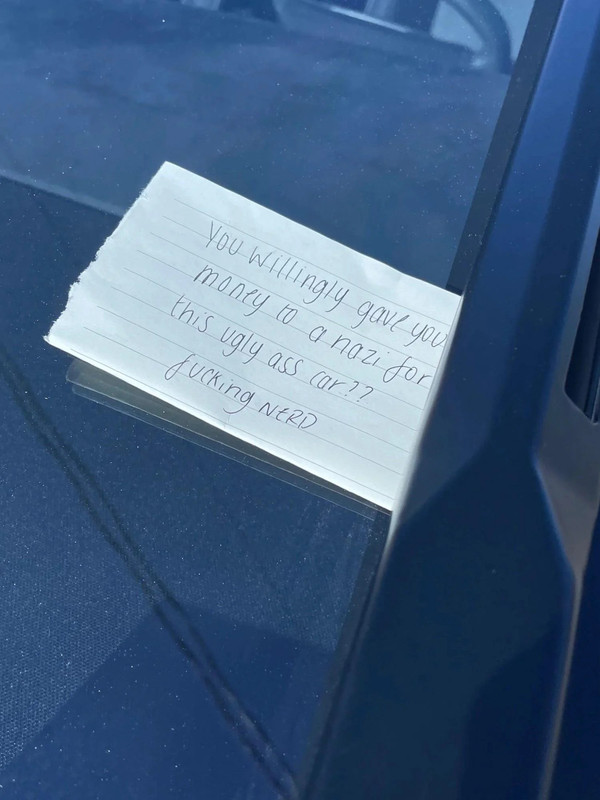 You willingly gave you
money to a nazi for
this ugly ass car??
fucking NERD